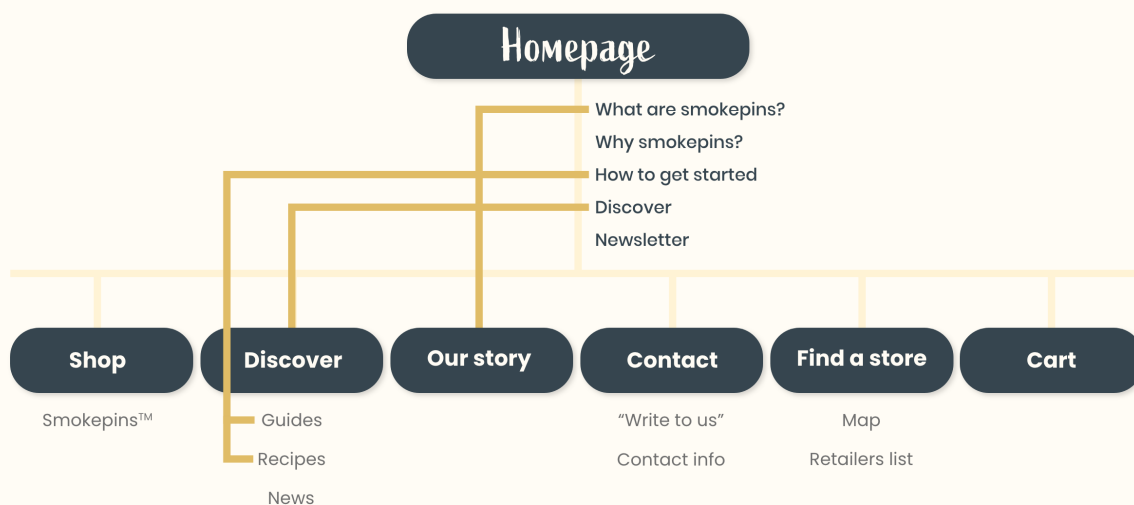 Homepage
What are smokepins?
Why smokepins?
How to get started
Discover
Newsletter
Shop
Discover
Our story
Contact
Find a store
Cart
Smokepins™
Guides
“Write to us”
Map
Recipes
Contact info
Retailers list
News